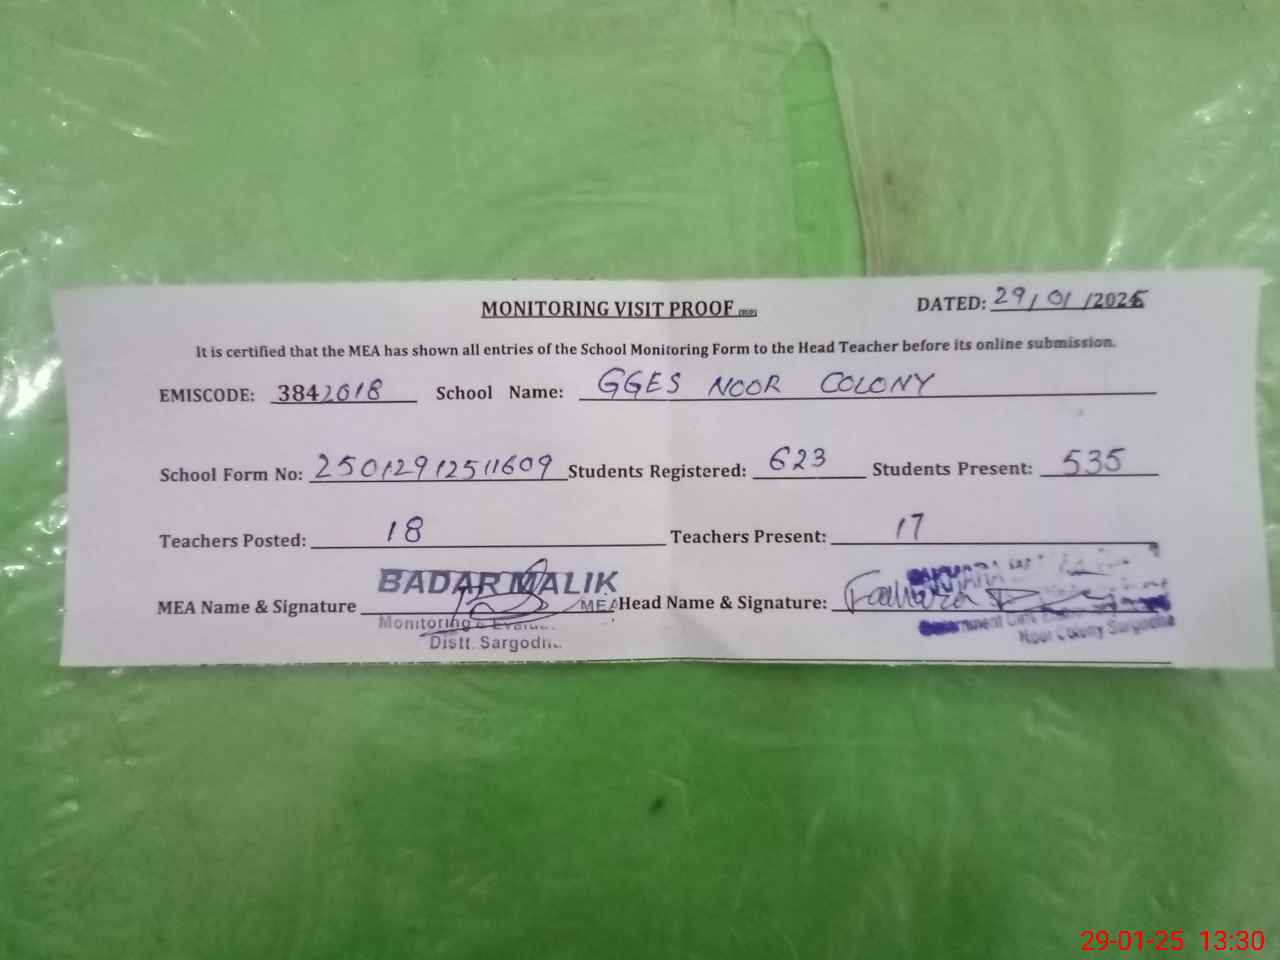 MONITORING VISIT PROOF
DATED: 29/01/2025
It is certified that the MEA has shown all entries of the School Monitoring Form to the Head Teacher before its online submission.
EMISCODE: 3842018 School Name: GGES NOOR COLONY
School Form No: 25012912511609 Students Registered: 623 Students Present: 535
Teachers Posted: 18 Teachers Present: 17
BADAR MALIK
MEA Name & Signature MEA Head Name & Signature:
Monitoring &
Distt. Sargodha
Noor Colony Sargodha
29-01-25 13:30